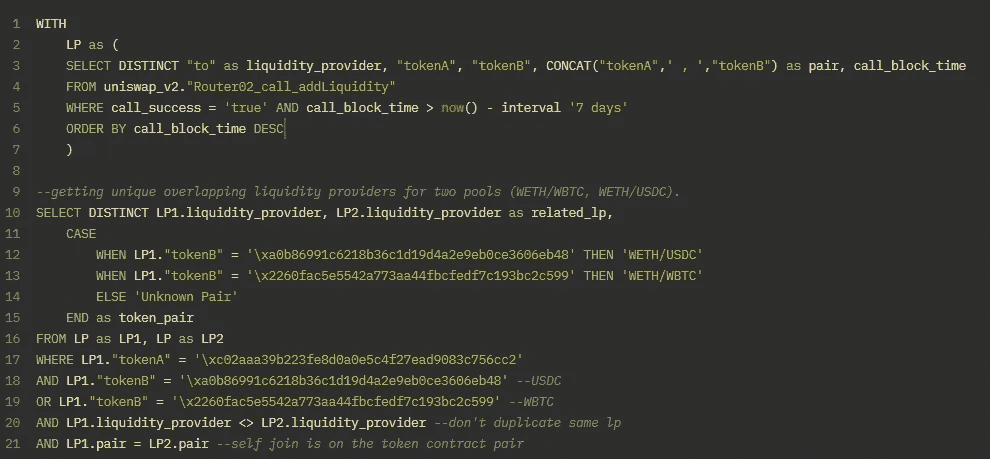 1 WITH
2     LP as (
3     SELECT DISTINCT "to" as liquidity_provider, "tokenA", "tokenB", CONCAT("tokenA",' , ',"tokenB") as pair, call_block_time
4     FROM uniswap_v2."Router02_call_addLiquidity"
5     WHERE call_success = 'true' AND call_block_time > now() - interval '7 days'
6     ORDER BY call_block_time DESC
7     )
8
9 --getting unique overlapping liquidity providers for two pools (WETH/WBTC, WETH/USDC).
10 SELECT DISTINCT LP1.liquidity_provider, LP2.liquidity_provider as related_lp,
11     CASE
12         WHEN LP1."tokenB" = '\xa0b86991c6218b36c1d19d4a2e9eb0ce3606eb48' THEN 'WETH/USDC'
13         WHEN LP1."tokenB" = '\x2260fac5e5542a773aa44fbcfedf7c193bc2c599' THEN 'WETH/WBTC'
14         ELSE 'Unknown Pair'
15     END as token_pair
16 FROM LP as LP1, LP as LP2
17 WHERE LP1."tokenA" = '\xc02aaa39b223fe8d0a0e5c4f27ead9083c756cc2'
18 AND LP1."tokenB" = '\xa0b86991c6218b36c1d19d4a2e9eb0ce3606eb48' --USDC
19 OR LP1."tokenB" = '\x2260fac5e5542a773aa44fbcfedf7c193bc2c599' --WBTC
20 AND LP1.liquidity_provider <> LP2.liquidity_provider --don't duplicate same lp
21 AND LP1.pair = LP2.pair --self join is on the token contract pair